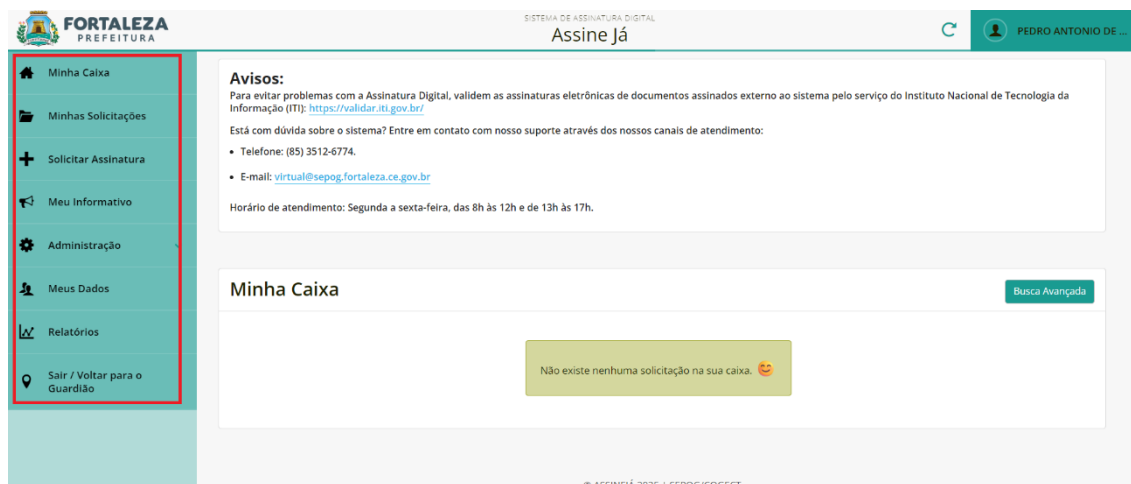 FORTALEZA
PREFEITURA
SISTEMA DE ASSINATURA DIGITAL
Assine Já
PEDRO ANTONIO DE ...
Minha Caixa
Minhas Solicitações
Solicitar Assinatura
Meu Informativo
Administração
Meus Dados
Relatórios
Sair / Voltar para o
Guardião
Avisos:
Para evitar problemas com a Assinatura Digital, validem as assinaturas eletrônicas de documentos assinados externo ao sistema pelo serviço do Instituto Nacional de Tecnologia da
Informação (ITI): https://validar.iti.gov.br/
Está com dúvida sobre o sistema? Entre em contato com nosso suporte através dos nossos canais de atendimento:
• Telefone: (85) 3512-6774.
• E-mail: virtual@sepog.fortaleza.ce.gov.br
Horário de atendimento: Segunda a sexta-feira, das 8h às 12h e de 13h às 17h.
Minha Caixa
Busca Avançada
Não existe nenhuma solicitação na sua caixa. 😊